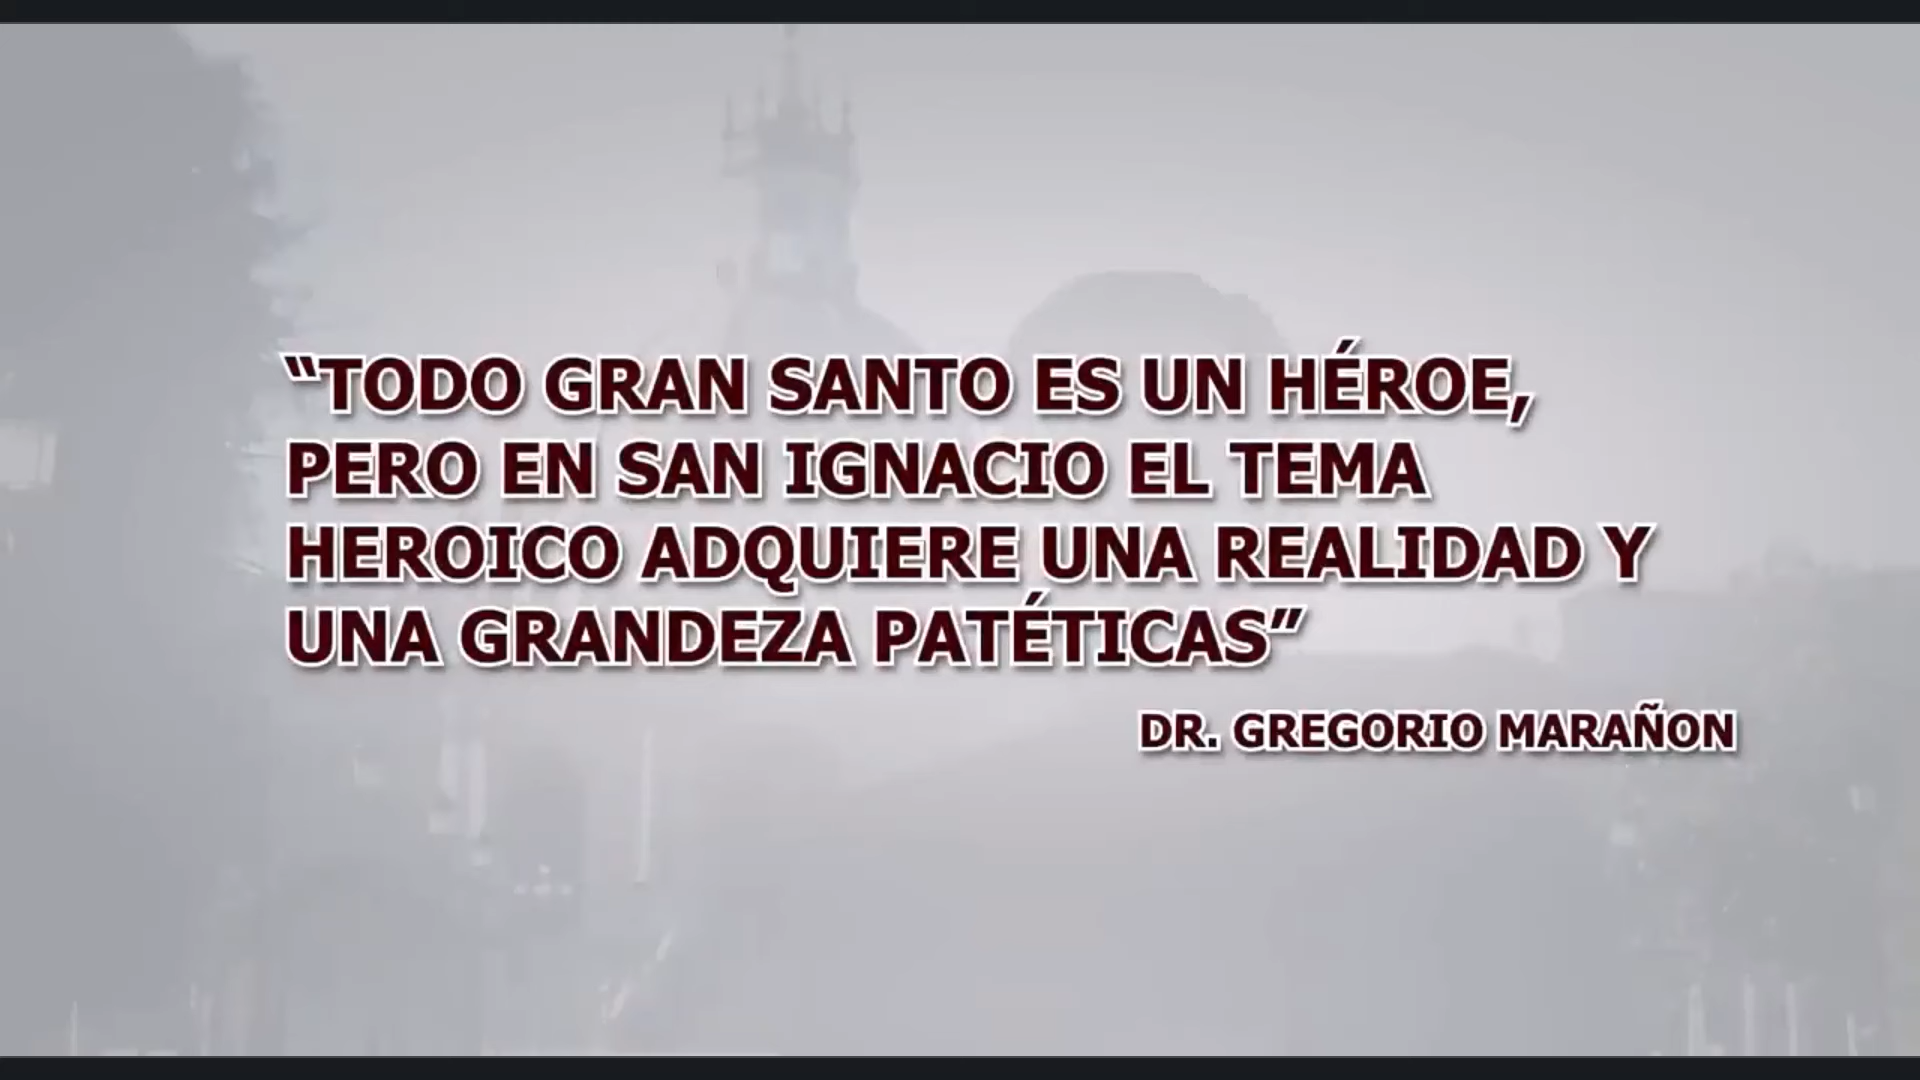 “TODO GRAN SANTO ES UN HÉROE,
PERO EN SAN IGNACIO EL TEMA
HEROICO ADQUIERE UNA REALIDAD Y
UNA GRANDEZA PATÉTICAS”
DR. GREGORIO MARAÑON